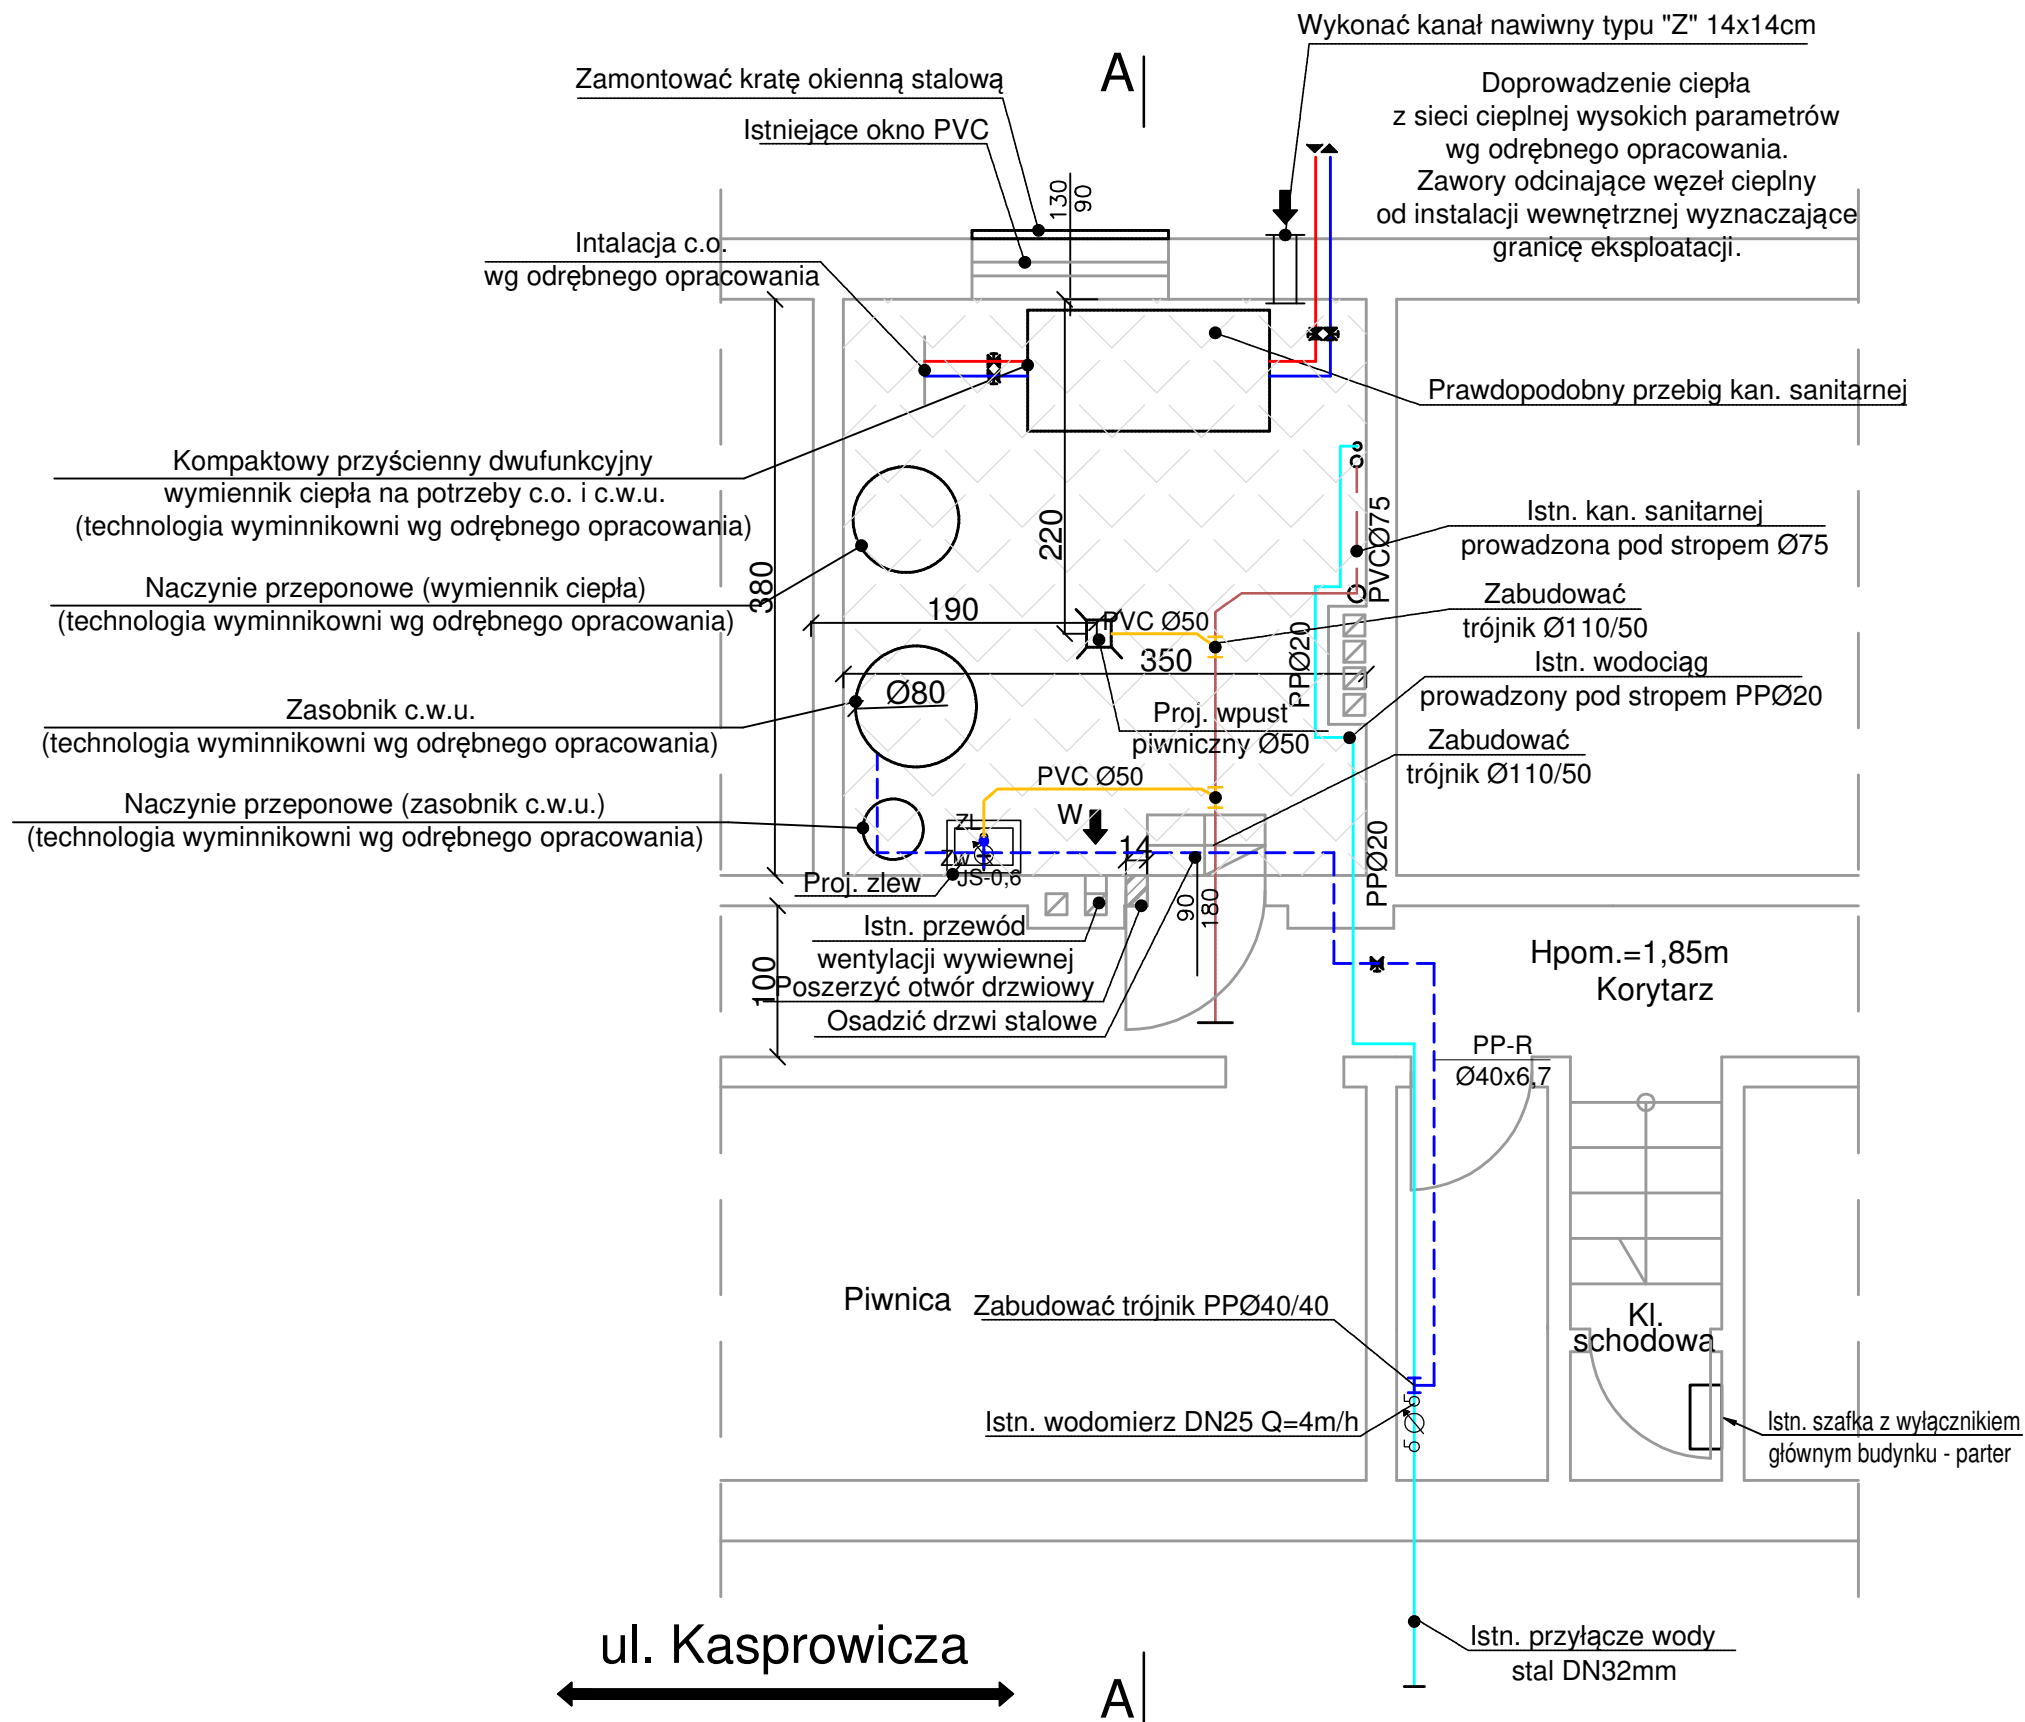 Wykonać kanał nawiwny typu "Z" 14x14cm
A
Zamontować kratę okienną stalową
Istniejące okno PVC
Doprowadzenie ciepła
z sieci cieplnej wysokich parametrów
wg odrębnego opracowania.
Zawory odcinające węzeł cieplny
od instalacji wewnętrznej wyznaczające
granicę eksploatacji.
130
90
Intalacja c.o.
wg odrębnego opracowania
Prawdopodobny przebig kan. sanitarnej
Kompaktowy przyścienny dwufunkcyjny
wymiennik ciepła na potrzeby c.o. i c.w.u.
(technologia wyminnikowni wg odrębnego opracowania)
Istn. kan. sanitarnej
prowadzona pod stropem Ø75
PVCØ75
220
380
Naczynie przeponowe (wymiennik ciepła)
(technologia wyminnikowni wg odrębnego opracowania)
190
PVC Ø50
Zabudować
trójnik Ø110/50
350
PPØ20
Istn. wodociąg
prowadzony pod stropem PPØ20
Ø80
Zasobnik c.w.u.
(technologia wyminnikowni wg odrębnego opracowania)
Proj. wpust
piwniczny Ø50
Zabudować
trójnik Ø110/50
PVC Ø50
Naczynie przeponowe (zasobnik c.w.u.)
(technologia wyminnikowni wg odrębnego opracowania)
W
ZL
Zw
JS-0,6
14
PPØ20
Proj. zlew
90
180
Istn. przewód
wentylacji wywiewnej
Poszerzyć otwór drzwiowy
Osadzić drzwi stalowe
100
Hpom.=1,85m
Korytarz
PP-R
Ø40x6,7
Piwnica
Zabudować trójnik PPØ40/40
Kl.
schodowa
Istn. wodomierz DN25 Q=4m/h
Istn. szafka z wyłącznikiem
głównym budynku - parter
ul. Kasprowicza
Istn. przyłącze wody
stal DN32mm
A